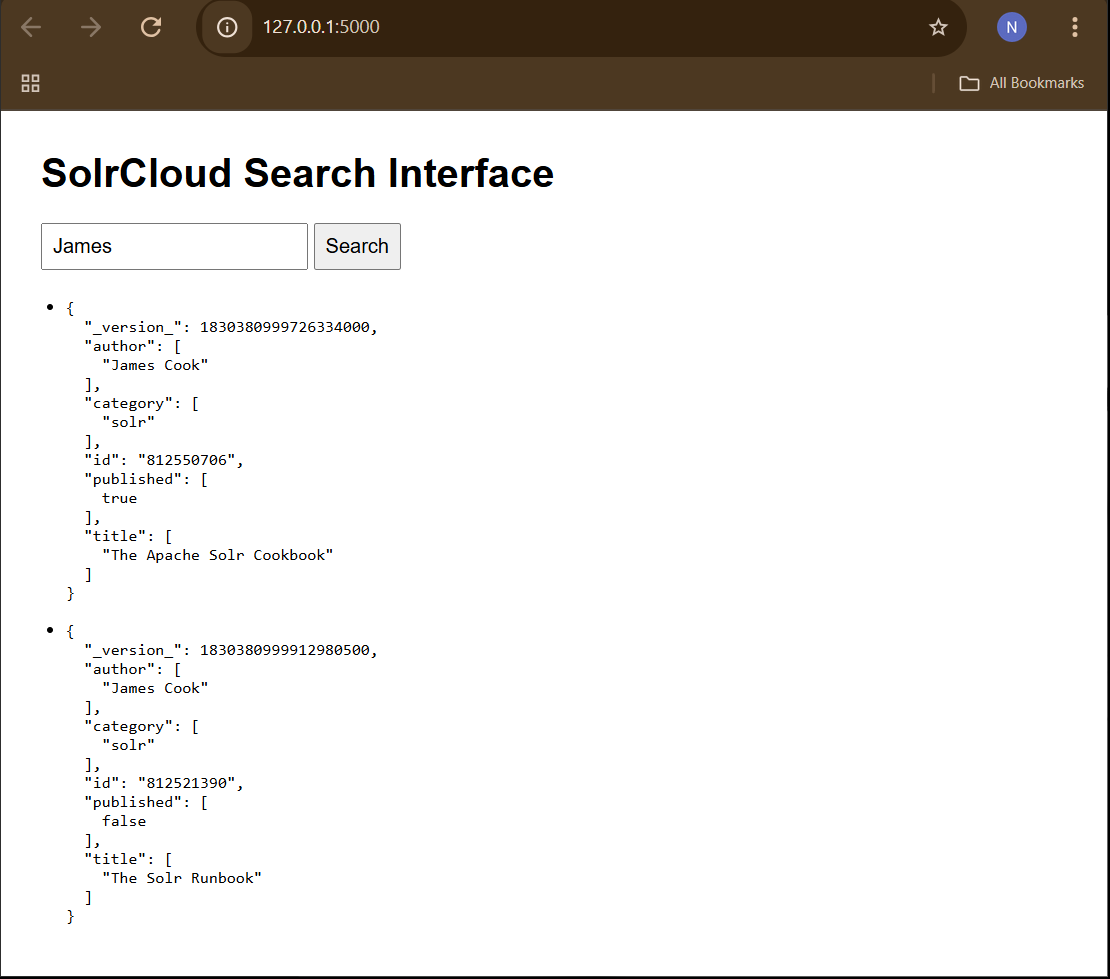 127.0.0.1:5000
N
All Bookmarks
SolrCloud Search Interface
James Search
{
  "_version_": 1830380999726334000,
  "author": [
    "James Cook"
  ],
  "category": [
    "solr"
  ],
  "id": "812550706",
  "published": [
    true
  ],
  "title": [
    "The Apache Solr Cookbook"
  ]
}
{
  "_version_": 1830380999912980500,
  "author": [
    "James Cook"
  ],
  "category": [
    "solr"
  ],
  "id": "812521390",
  "published": [
    false
  ],
  "title": [
    "The Solr Runbook"
  ]
}